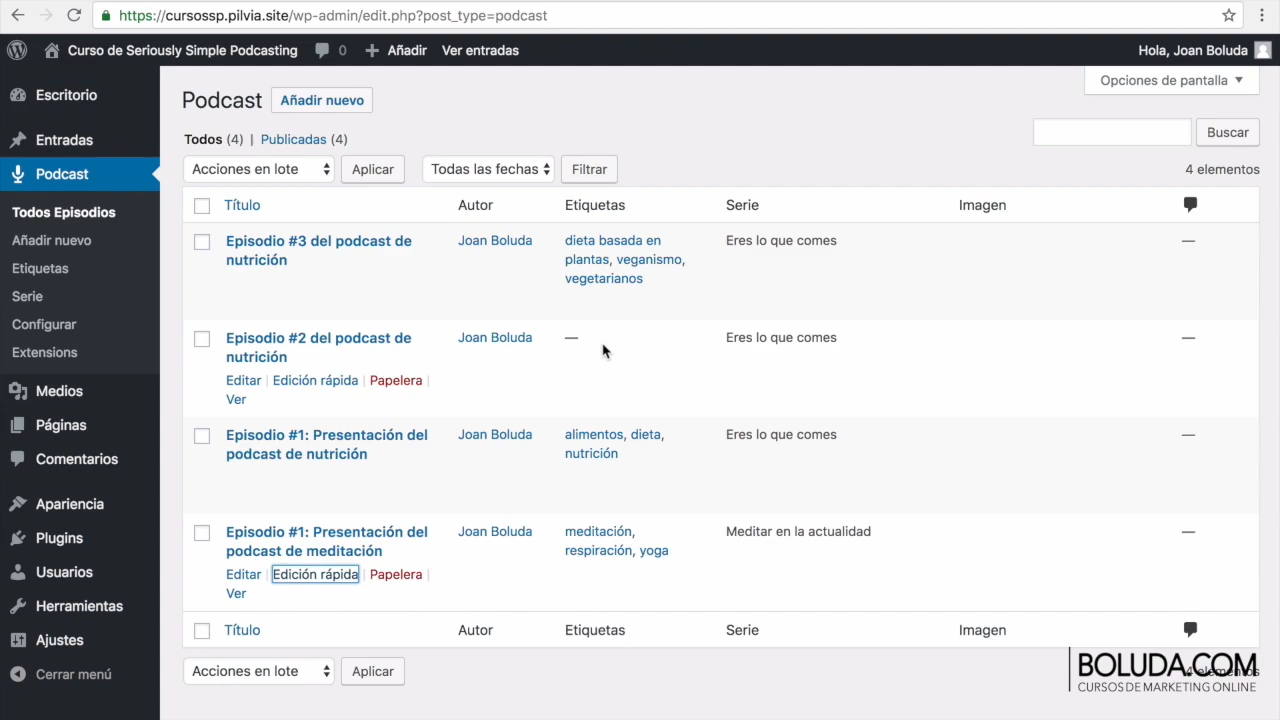 https://cursossp.pilvia.site/wp-admin/edit.php?post_type=podcast
Curso de Seriously Simple Podcasting 0 Añadir Ver entradas Hola, Joan Boluda
Escritorio
Entradas
Podcast
Todos Episodios
Añadir nuevo
Etiquetas
Serie
Configurar
Extensions
Medios
Páginas
Comentarios
Apariencia
Plugins
Usuarios
Herramientas
Ajustes
Cerrar menú
Opciones de pantalla
Podcast Añadir nuevo
Todos (4) | Publicadas (4)
Buscar
Acciones en lote Aplicar Todas las fechas Filtrar 4 elementos
Título Autor Etiquetas Serie Imagen
Episodio #3 del podcast de
nutrición
Joan Boluda
dieta basada en
plantas, veganismo,
vegetarianos
Eres lo que comes
—
Episodio #2 del podcast de
nutrición
Editar | Edición rápida | Papelera |
Ver
Joan Boluda
—
Eres lo que comes
—
Episodio #1: Presentación del
podcast de nutrición
Joan Boluda
alimentos, dieta,
nutrición
Eres lo que comes
—
Episodio #1: Presentación del
podcast de meditación
Editar | Edición rápida | Papelera |
Ver
Joan Boluda
meditación,
respiración, yoga
Meditar en la actualidad
—
Título Autor Etiquetas Serie Imagen
Acciones en lote Aplicar
4 elementos
BOLUDA.COM
CURSOS DE MARKETING ONLINE